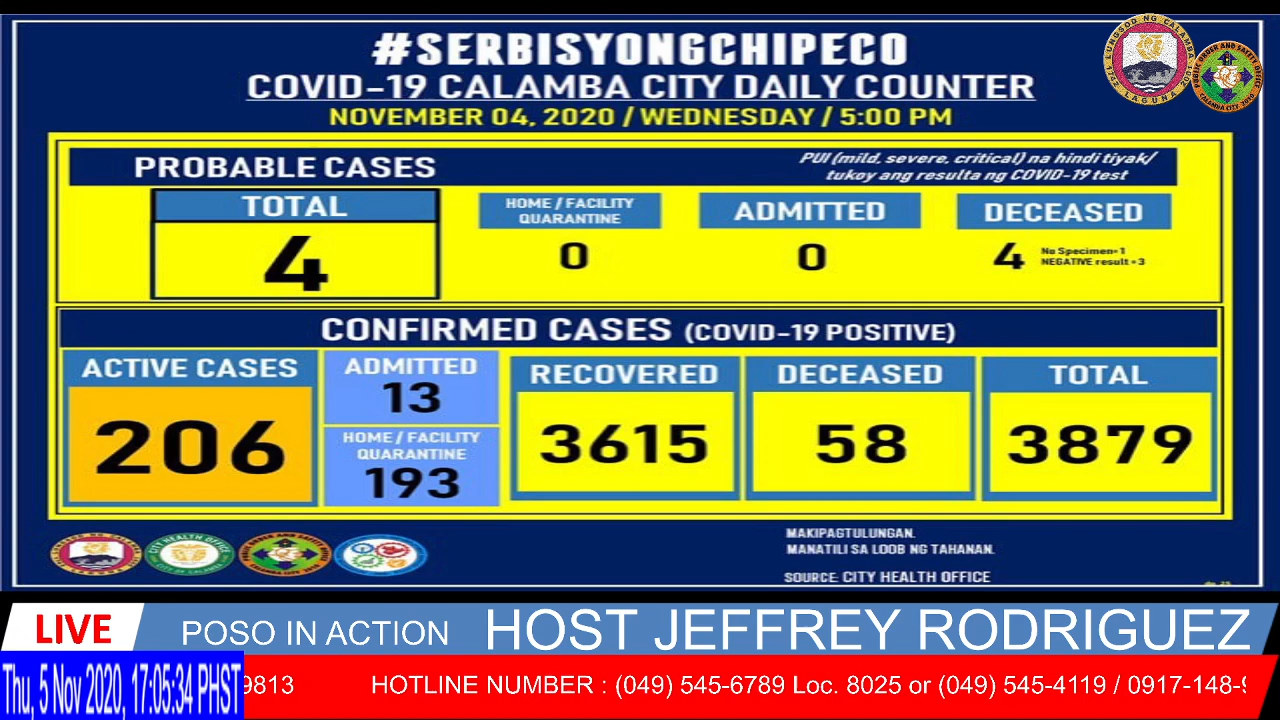 #SERBISYONGCHIPECO
COVID-19 CALAMBA CITY DAILY COUNTER
NOVEMBER 04, 2020 / WEDNESDAY / 5:00 PM
PROBABLE CASES
PUI (mild, severe, critical) na hindi tiyak/
tukoy ang resulta ng COVID-19 test
TOTAL
4
HOME / FACILITY
QUARANTINE
0
ADMITTED
0
DECEASED
4
No Specimen=1
NEGATIVE result =3
CONFIRMED CASES (COVID-19 POSITIVE)
ACTIVE CASES
206
ADMITTED
13
HOME / FACILITY
QUARANTINE
193
RECOVERED
3615
DECEASED
58
TOTAL
3879
MAKIPAGTULUNGAN.
MANATILI SA LOOB NG TAHANAN.
SOURCE: CITY HEALTH OFFICE
LIVE
POSO IN ACTION
HOST JEFFREY RODRIGUEZ
Thu, 5 Nov 2020, 17:05:34 PHST
9813 HOTLINE NUMBER : (049) 545-6789 Loc. 8025 or (049) 545-4119 / 0917-148-